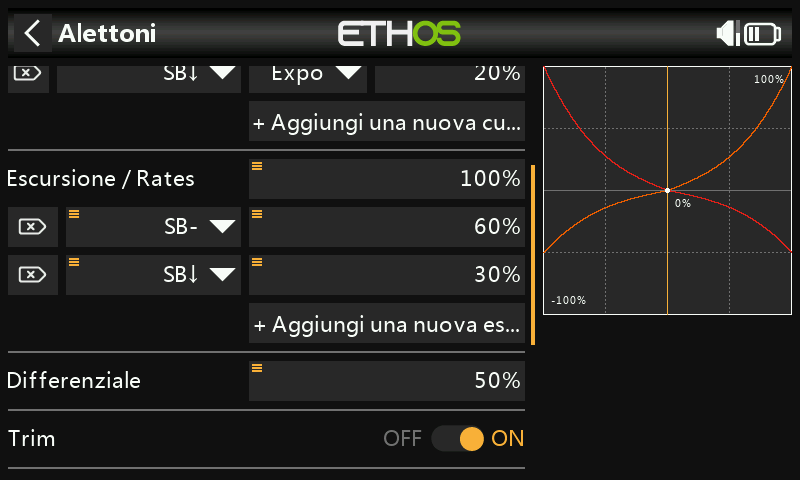 Alettoni
ETHOS
SB↓ Expo 20%
+ Aggiungi una nuova cu...
Escursione / Rates 100%
SB- 60%
SB↓ 30%
+ Aggiungi una nuova es...
Differenziale 50%
Trim OFF ON
100%
0%
-100%